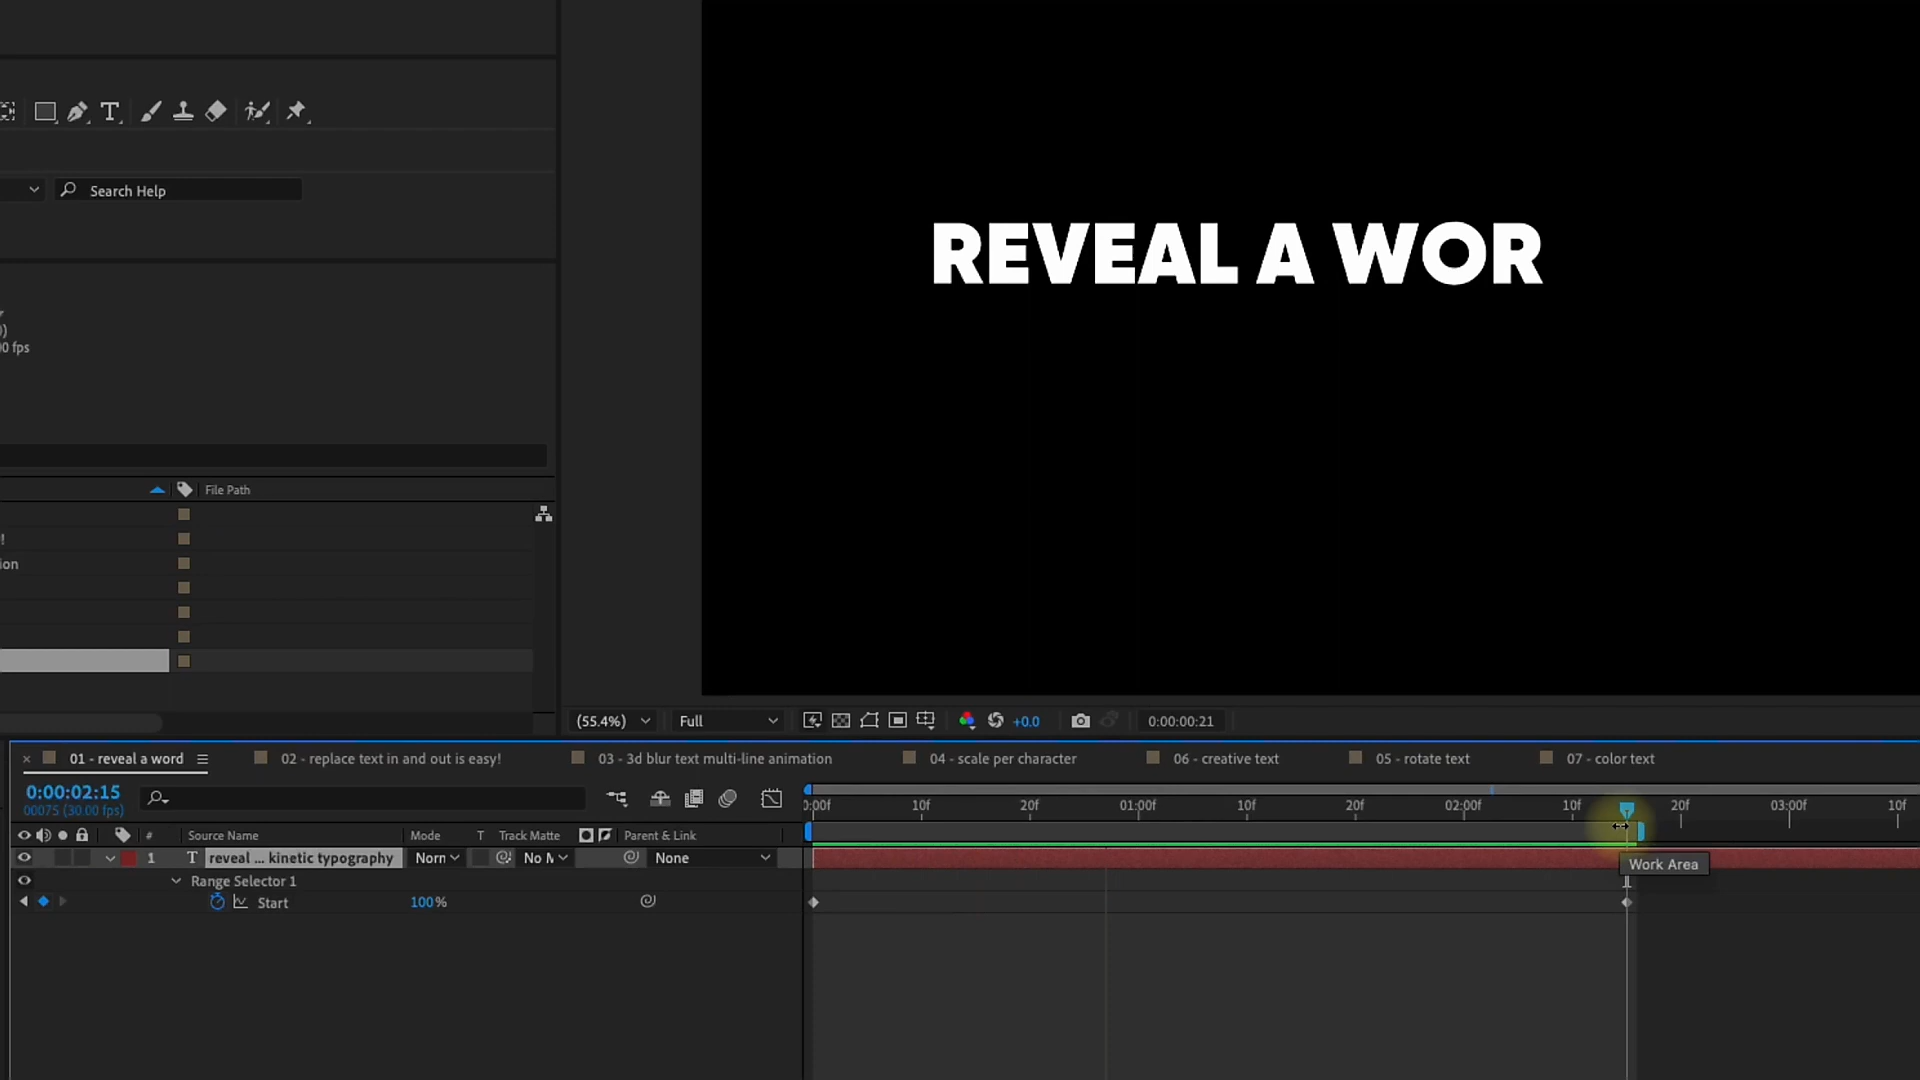 Search Help
)
00 fps
File Path
!
ion
REVEAL A WOR
(55.4%)
Full
+0.0
0:00:00:21
× 01 - reveal a word
02 - replace text in and out is easy!
03 - 3d blur text multi-line animation
04 - scale per character
06 - creative text
05 - rotate text
07 - color text
0:00:02:15
00075 (30.00 fps)
0:00f 10f 20f 01:00f 10f 20f 02:00f 10f 20f 03:00f 10f
# Source Name Mode T Track Matte Parent & Link
1 T reveal ... kinetic typography Norn No M None
Work Area
Range Selector 1
Start 100%